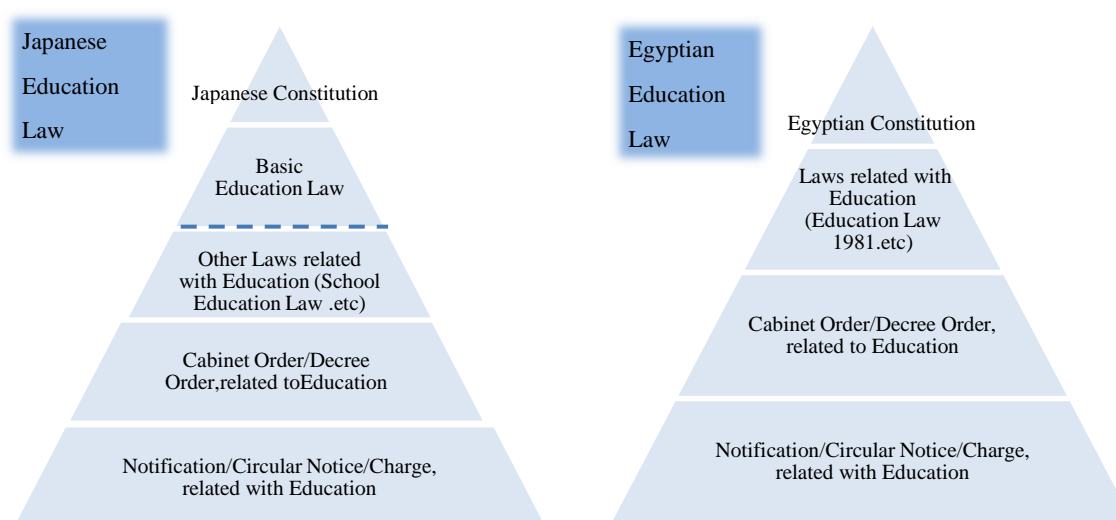 Japanese
Education
Law
Japanese Constitution
Basic
Education Law
Other Laws related
with Education (School
Education Law .etc)
Cabinet Order/Decree
Order,related toEducation
Notification/Circular Notice/Charge,
related with Education
Egyptian
Education
Law
Egyptian Constitution
Laws related with
Education
(Education Law
1981.etc)
Cabinet Order/Decree Order,
related to Education
Notification/Circular Notice/Charge,
related with Education